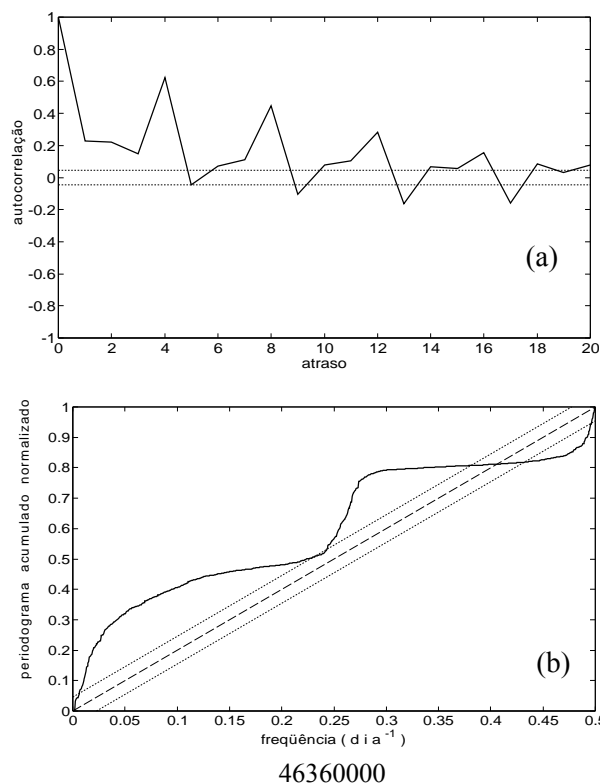 1
0.8
0.6
0.4
0.2
0
-0.2
-0.4
-0.6
-0.8
-1
autocorrelação
(a)
0 2 4 6 8 10 12 14 16 18 20
atraso
1
0.9
0.8
0.7
0.6
0.5
0.4
0.3
0.2
0.1
0
periodograma acumulado normalizado
(b)
0 0.05 0.1 0.15 0.2 0.25 0.3 0.35 0.4 0.45 0.5
freqüência ( d i a -1 )
46360000